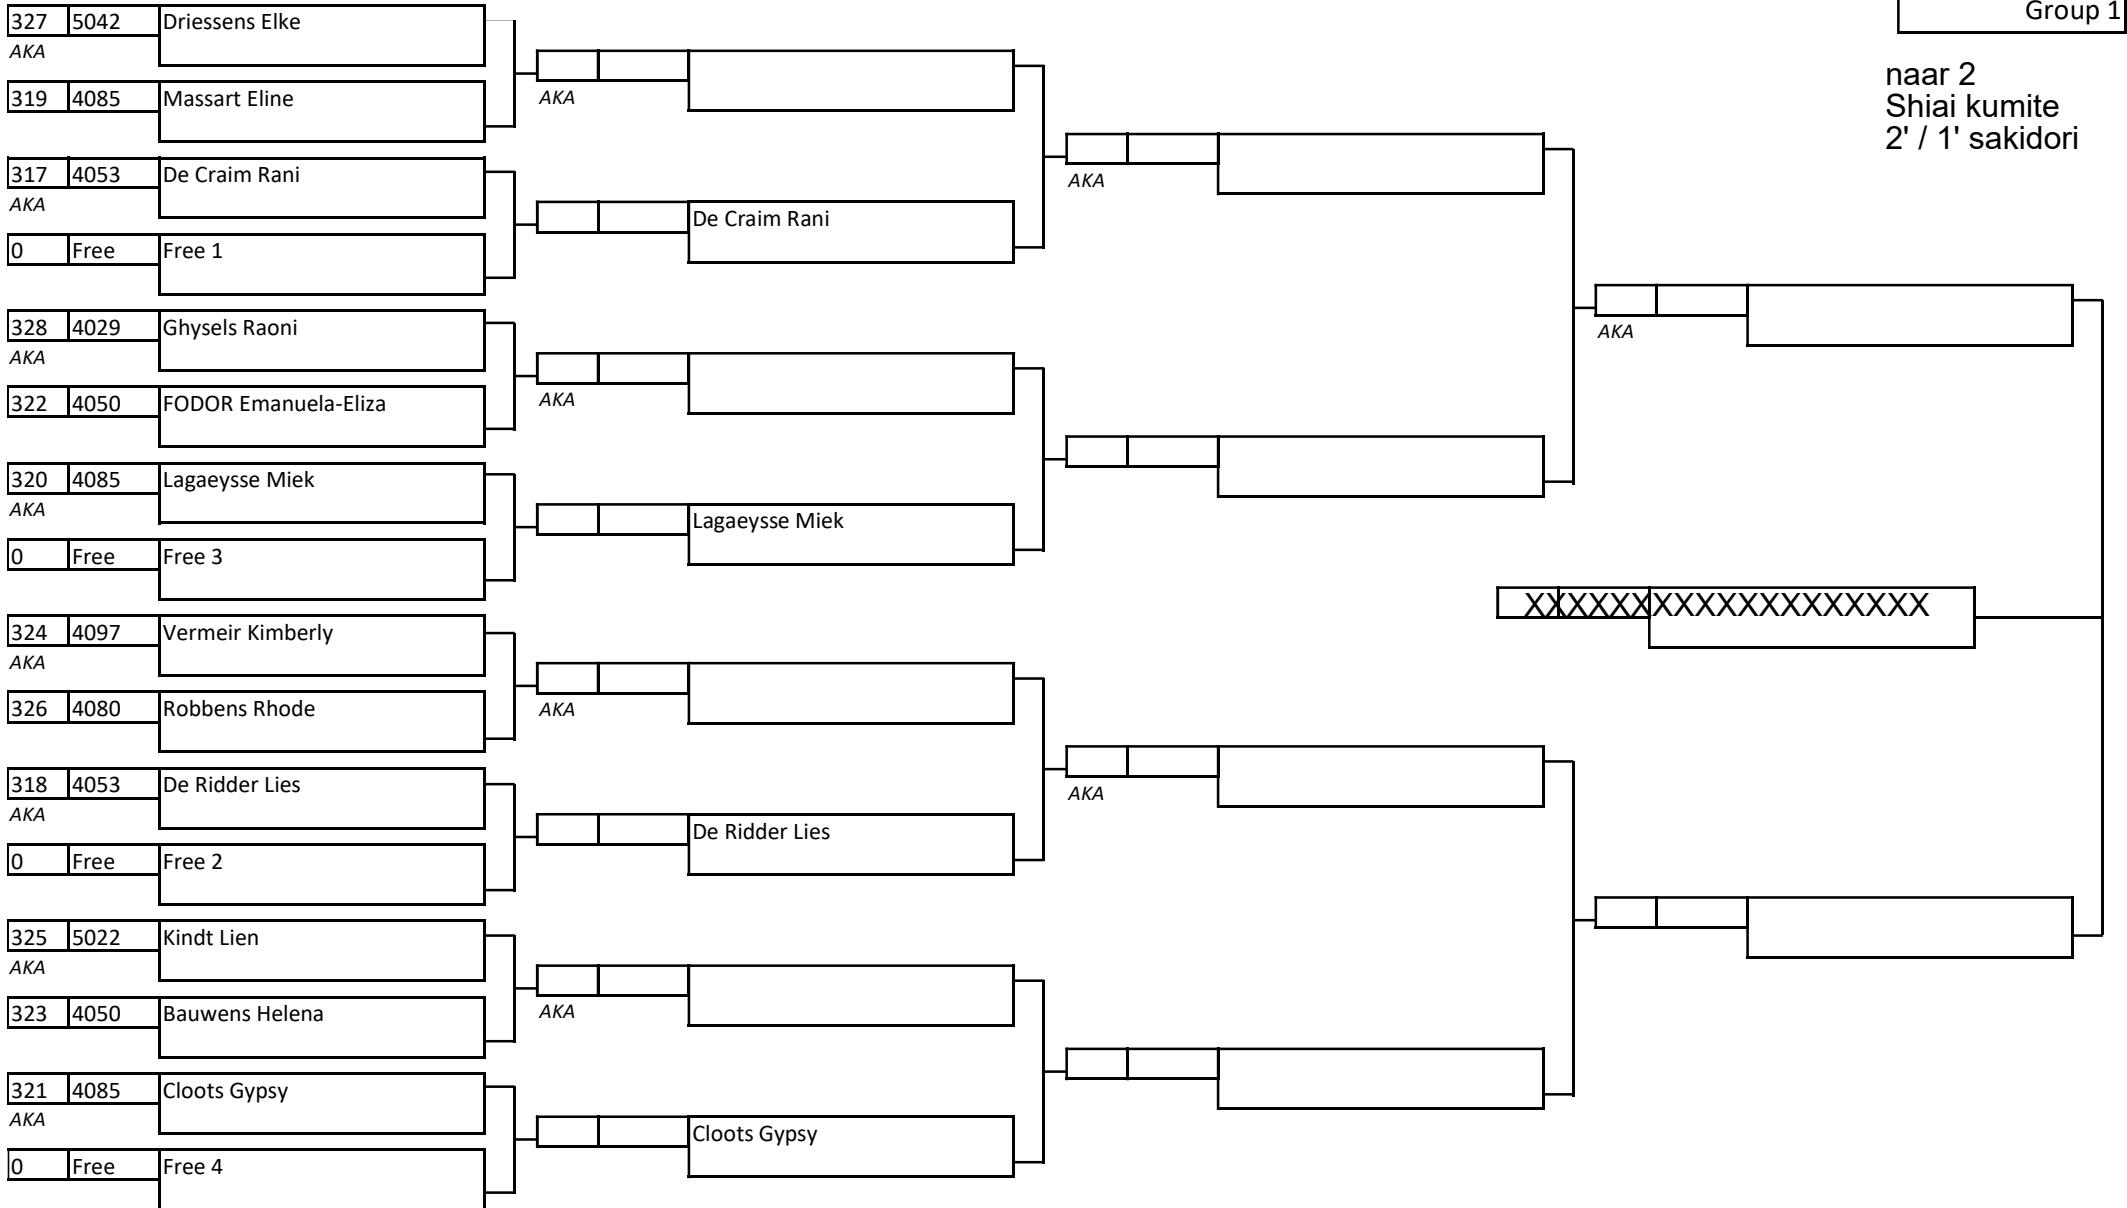 Group 1
naar 2
Shiai kumite
2' / 1' sakidori
327 5042 Driessens Elke
AKA
319 4085 Massart Eline
317 4053 De Craim Rani
AKA
0 Free Free 1
328 4029 Ghysels Raoni
AKA
322 4050 FODOR Emanuela-Eliza
320 4085 Lagaeysse Miek
AKA
0 Free Free 3
324 4097 Vermeir Kimberly
AKA
326 4080 Robbens Rhode
318 4053 De Ridder Lies
AKA
0 Free Free 2
325 5022 Kindt Lien
AKA
323 4050 Bauwens Helena
321 4085 Cloots Gypsy
AKA
0 Free Free 4
AKA
De Craim Rani
AKA
Lagaeysse Miek
AKA
De Ridder Lies
AKA
Cloots Gypsy
AKA
AKA
AKA
XXXXXXXXXXXXXXXXXXXX